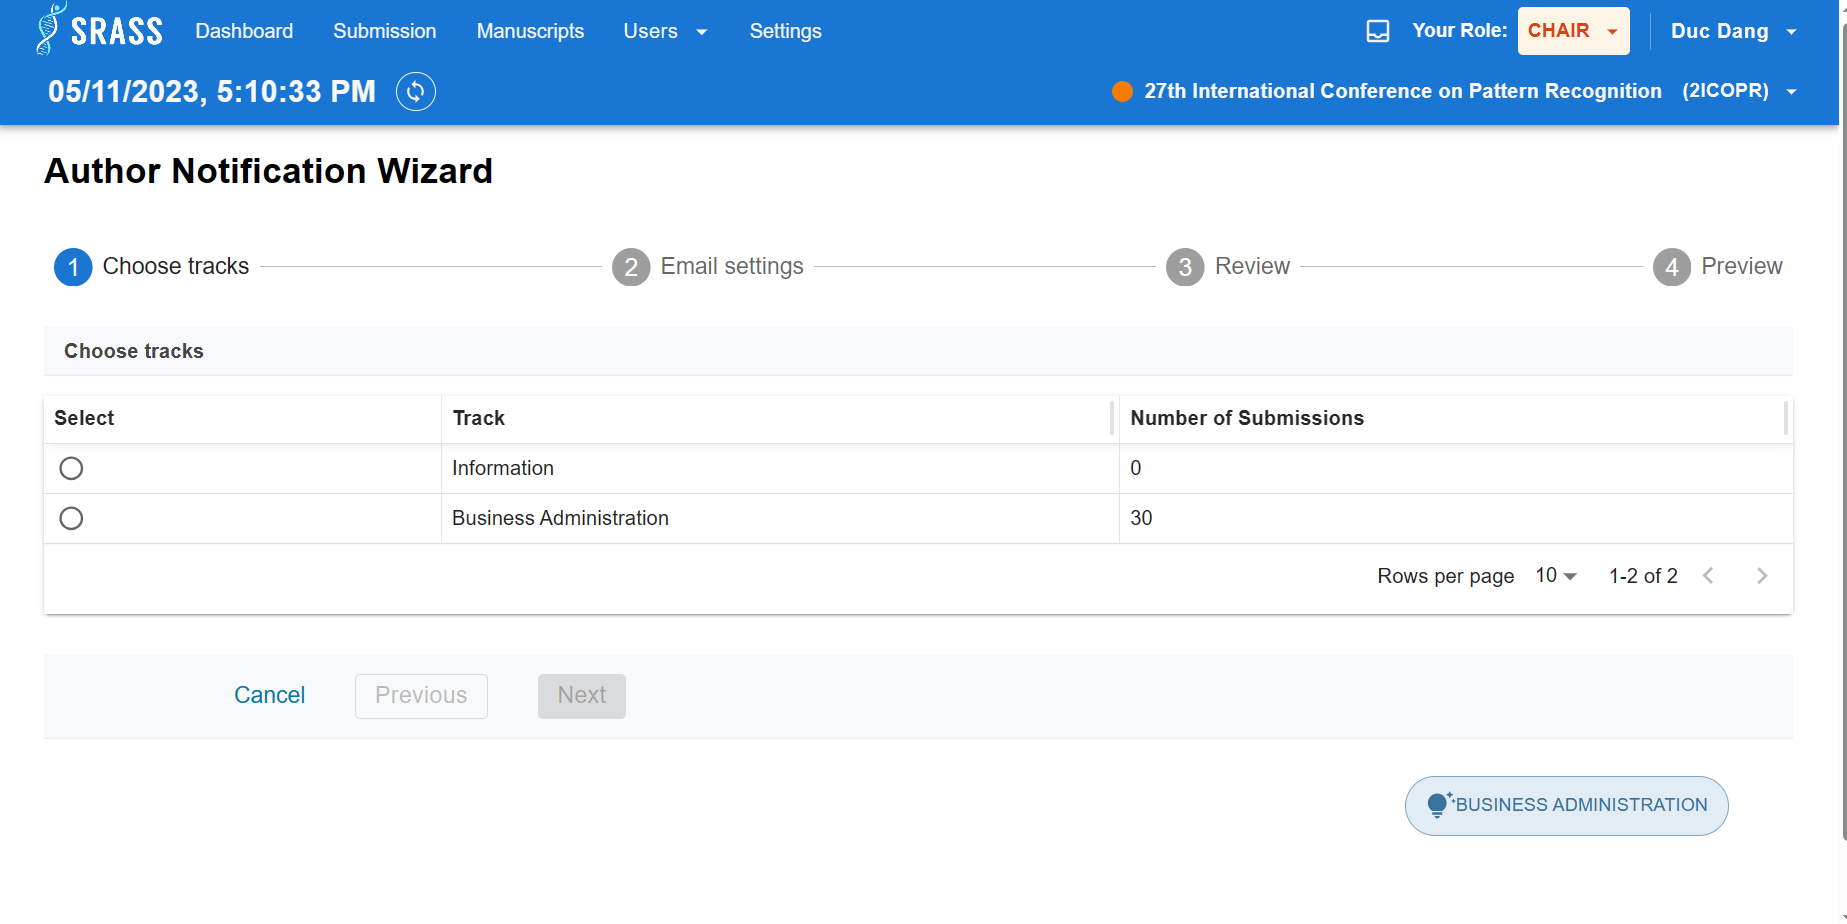 SRASS Dashboard Submission Manuscripts Users Settings Your Role: CHAIR Duc Dang
05/11/2023, 5:10:33 PM 27th International Conference on Pattern Recognition (2ICOPR)
Author Notification Wizard
1 Choose tracks 2 Email settings 3 Review 4 Preview
Choose tracks
Select Track Number of Submissions
Information 0
Business Administration 30
Rows per page 10 1-2 of 2
Cancel Previous Next
BUSINESS ADMINISTRATION